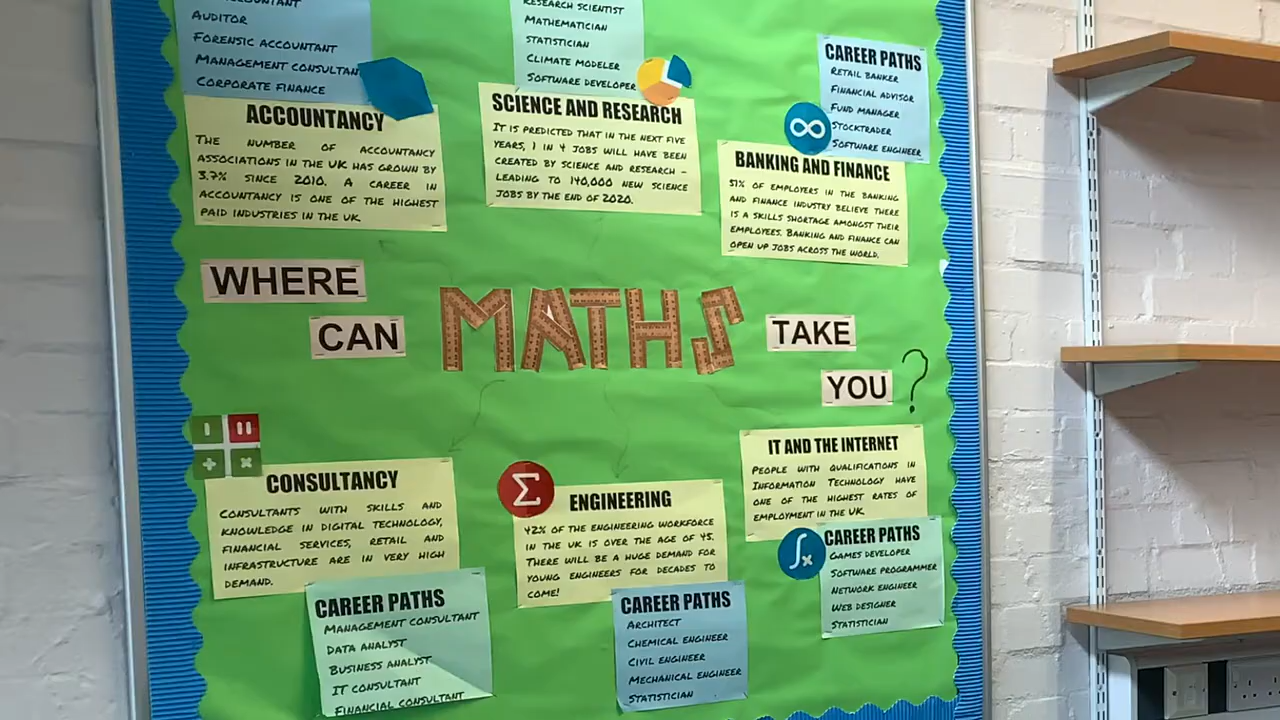 ACCOUNTANT
AUDITOR
FORENSIC ACCOUNTANT
MANAGEMENT CONSULTAN
CORPORATE FINANCE
ACCOUNTANCY
THE NUMBER OF ACCOUNTANCY
ASSOCIATIONS IN THE UK HAS GROWN BY
3.7% SINCE 2010. A CAREER IN
ACCOUNTANCY IS ONE OF THE HIGHEST
PAID INDUSTRIES IN THE UK.
RESEARCH SCIENTIST
MATHEMATICIAN
STATISTICIAN
CLIMATE MODELER
SOFTWARE DEVELOPER
SCIENCE AND RESEARCH
IT IS PREDICTED THAT IN THE NEXT FIVE
YEARS, 1 IN 4 JOBS WILL HAVE BEEN
CREATED BY SCIENCE AND RESEARCH –
LEADING TO 140,000 NEW SCIENCE
JOBS BY THE END OF 2020.
CAREER PATHS
RETAIL BANKER
FINANCIAL ADVISOR
FUND MANAGER
STOCKTRADER
SOFTWARE ENGINEER
∞
BANKING AND FINANCE
51% OF EMPLOYERS IN THE BANKING
AND FINANCE INDUSTRY BELIEVE THERE
IS A SKILLS SHORTAGE AMONGST THEIR
EMPLOYEES. BANKING AND FINANCE CAN
OPEN UP JOBS ACROSS THE WORLD.
WHERE
CAN
MATHS
TAKE
YOU ?
CONSULTANCY
CONSULTANTS WITH SKILLS AND
KNOWLEDGE IN DIGITAL TECHNOLOGY,
FINANCIAL SERVICES, RETAIL AND
INFRASTRUCTURE ARE IN VERY HIGH
DEMAND.
CAREER PATHS
MANAGEMENT CONSULTANT
DATA ANALYST
BUSINESS ANALYST
IT CONSULTANT
FINANCIAL CONSULTANT
Σ
ENGINEERING
42% OF THE ENGINEERING WORKFORCE
IN THE UK IS OVER THE AGE OF 45.
THERE WILL BE A HUGE DEMAND FOR
YOUNG ENGINEERS FOR DECADES TO
COME!
CAREER PATHS
ARCHITECT
CHEMICAL ENGINEER
CIVIL ENGINEER
MECHANICAL ENGINEER
STATISTICIAN
IT AND THE INTERNET
PEOPLE WITH QUALIFICATIONS IN
INFORMATION TECHNOLOGY HAVE
ONE OF THE HIGHEST RATES OF
EMPLOYMENT IN THE UK.
∫x
CAREER PATHS
GAMES DEVELOPER
SOFTWARE PROGRAMMER
NETWORK ENGINEER
WEB DESIGNER
STATISTICIAN